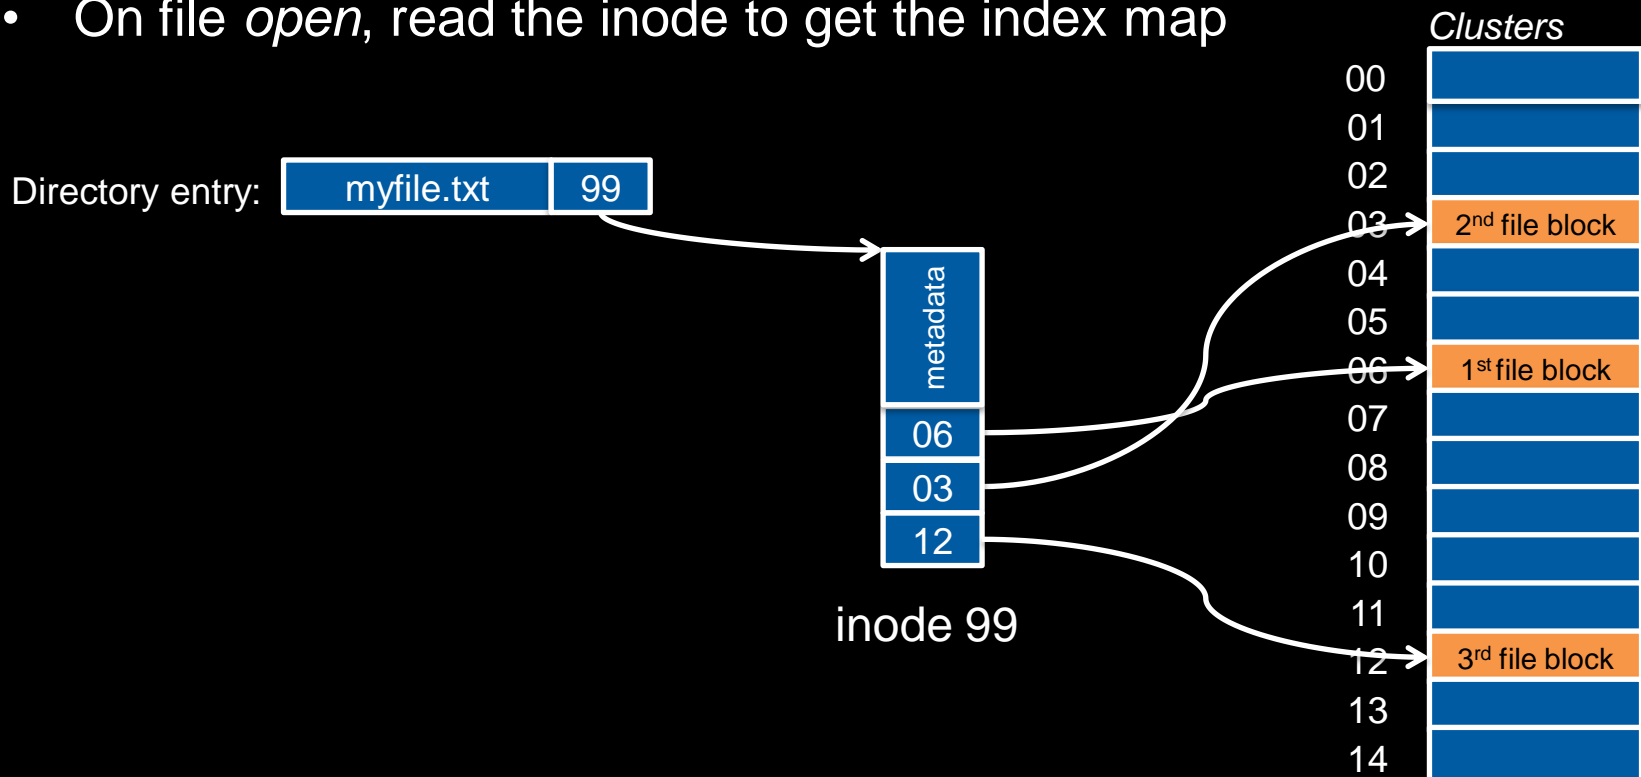 • On file open, read the inode to get the index map
Clusters
Directory entry: myfile.txt 99
metadata
06
03
12
inode 99
00
01
02
03 2nd file block
04
05
06 1st file block
07
08
09
10
11
12 3rd file block
13
14